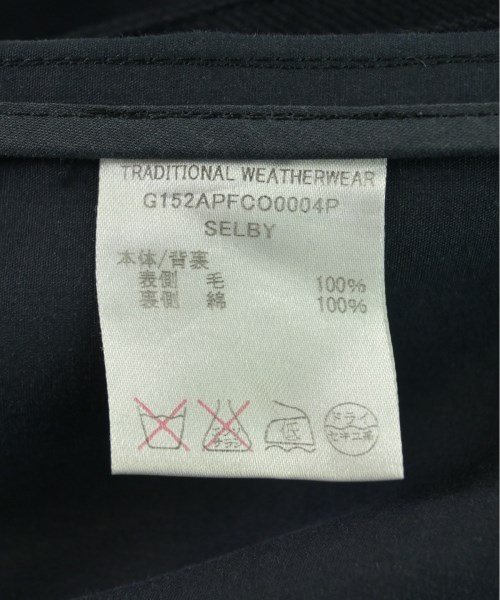 TRADITIONAL WEATHERWEAR
G152APFCO0004P
SELBY
本体/背裏
表側 毛 100%
裏側 綿 100%
低
ドライ
セキユ系